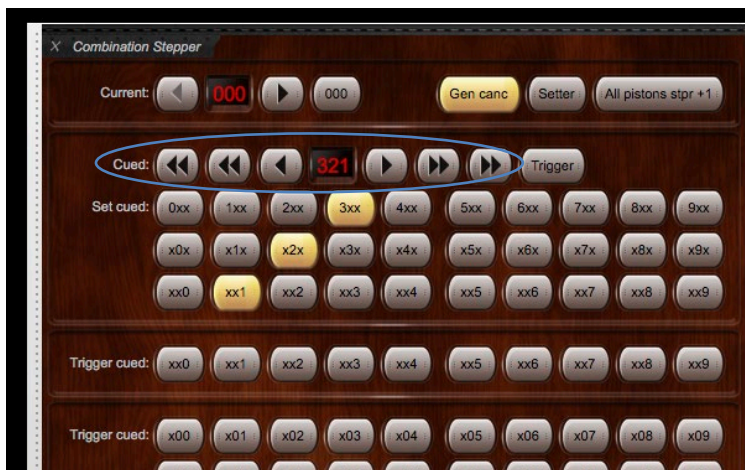 X Combination Stepper
Current: 000 000 Gen canc Setter All pistons stpr +1
Cued: 321 Trigger
Set cued: 0xx 1xx 2xx 3xx 4xx 5xx 6xx 7xx 8xx 9xx
x0x x1x x2x x3x x4x x5x x6x x7x x8x x9x
xx0 xx1 xx2 xx3 xx4 xx5 xx6 xx7 xx8 xx9
Trigger cued: xx0 xx1 xx2 xx3 xx4 xx5 xx6 xx7 xx8 xx9
Trigger cued: x00 x01 x02 x03 x04 x05 x06 x07 x08 x09